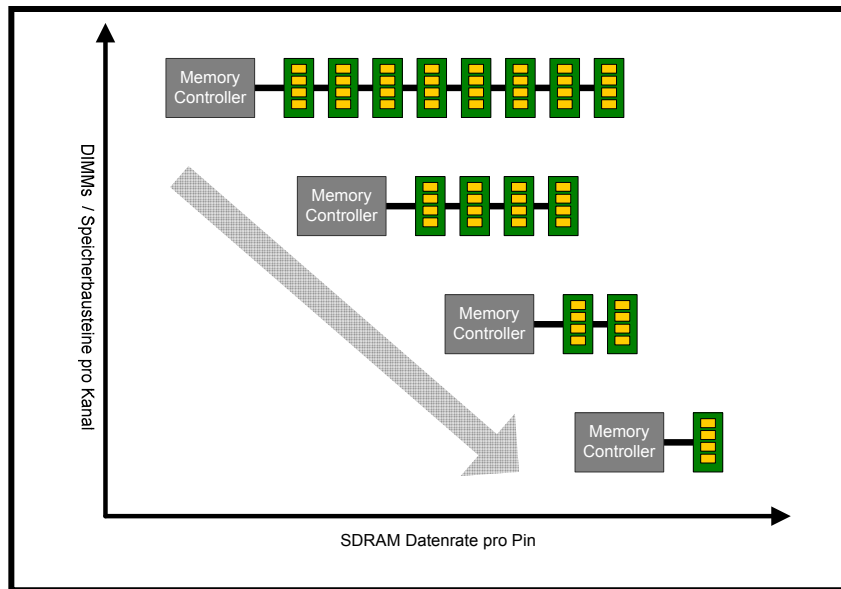 Memory
Controller
Memory
Controller
Memory
Controller
Memory
Controller
DIMMs / Speicherbausteine pro Kanal
SDRAM Datenrate pro Pin